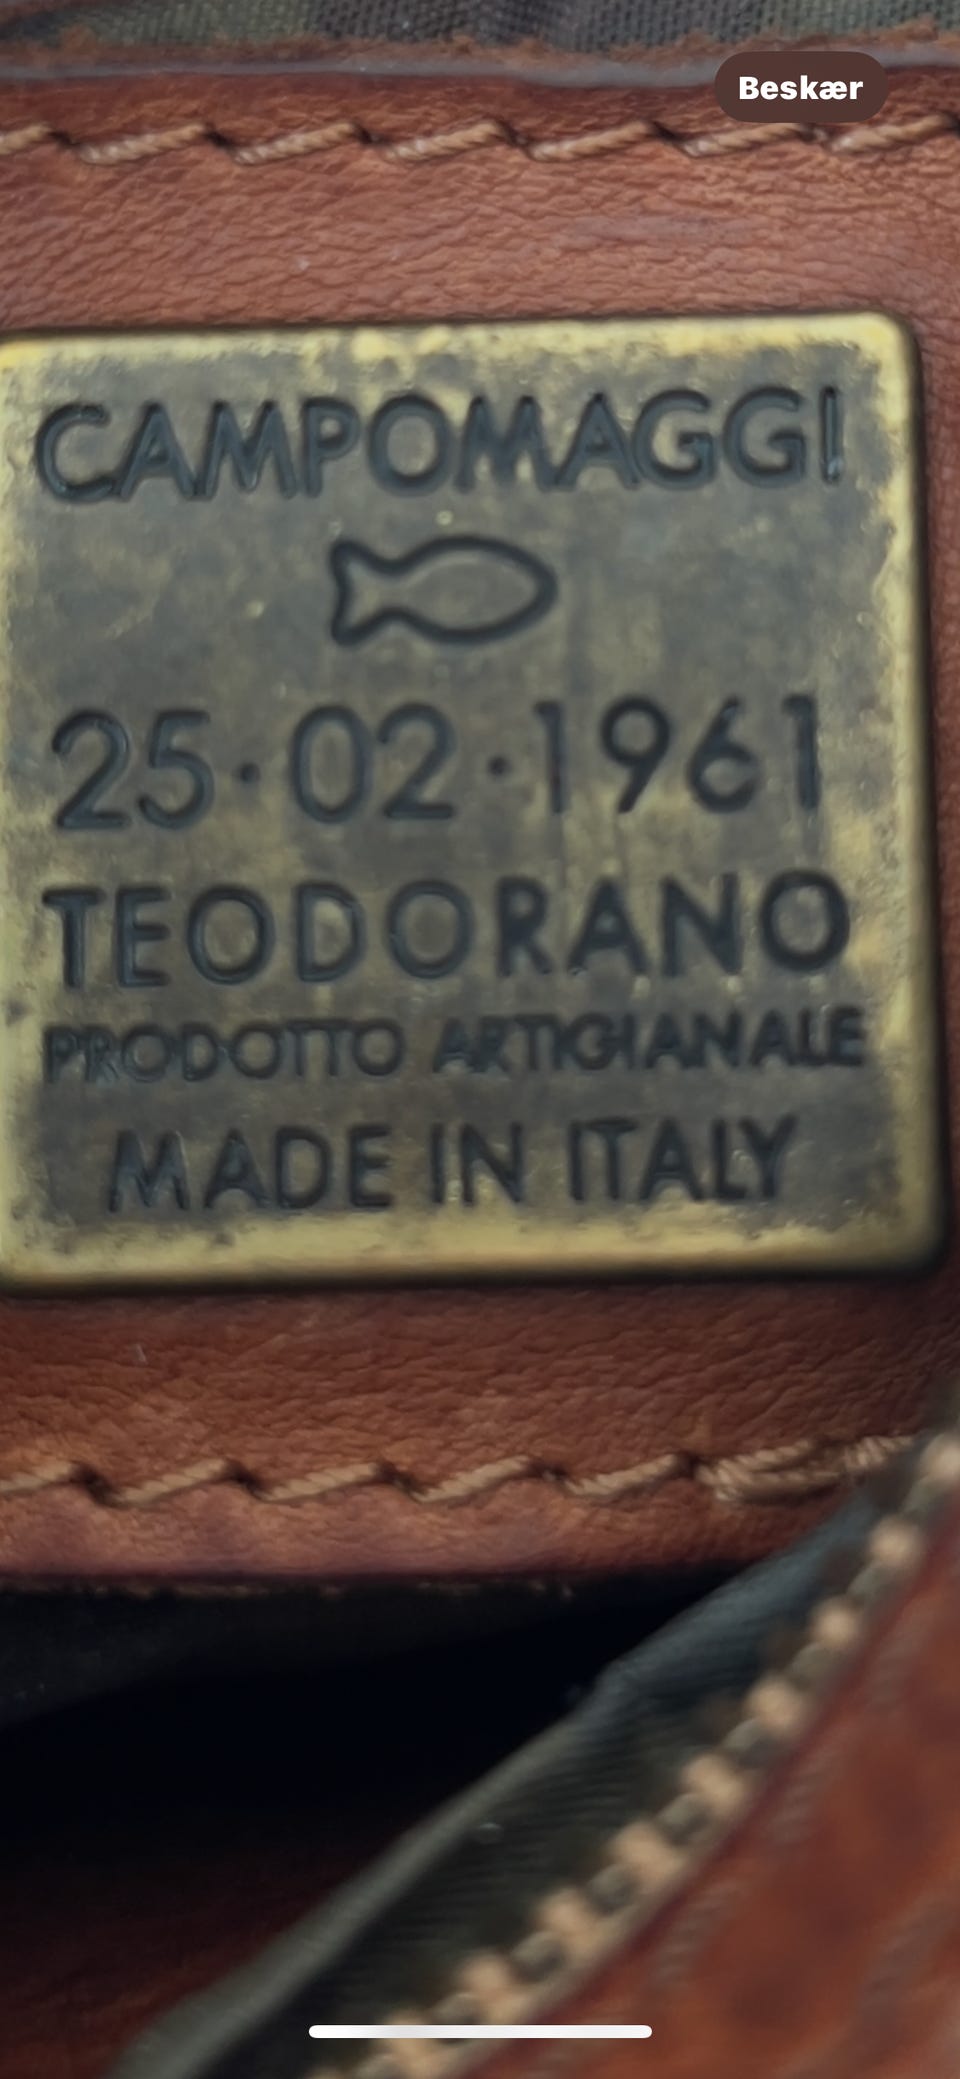 Beskær
CAMPOMAGGI
25·02·1961
TEODORANO
PRODOTTO ARTIGIANALE
MADE IN ITALY